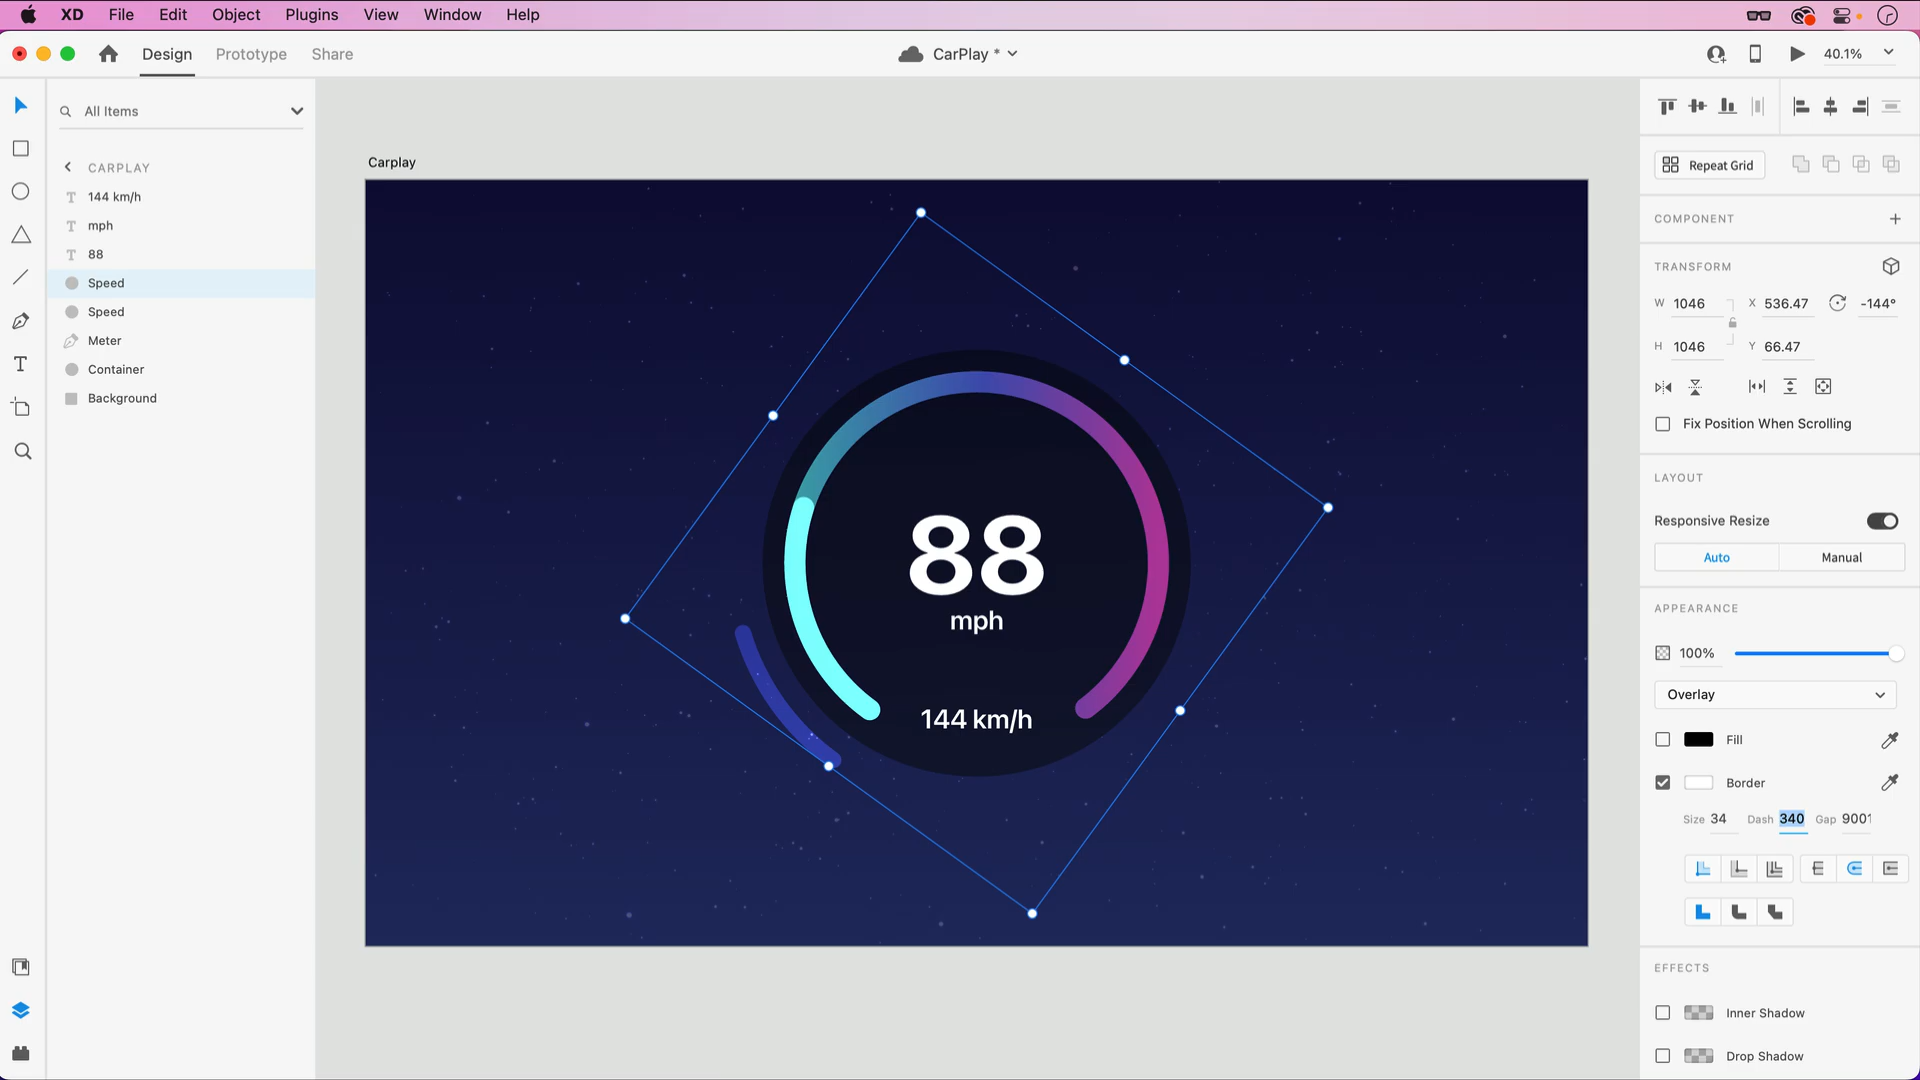 XD File Edit Object Plugins View Window Help
Design Prototype Share
CarPlay *
40.1%
All Items
CARPLAY
144 km/h
mph
88
Speed
Speed
Meter
Container
Background
Carplay
88
mph
144 km/h
Repeat Grid
COMPONENT
TRANSFORM
W 1046 X 536.47 -144°
H 1046 Y 66.47
Fix Position When Scrolling
LAYOUT
Responsive Resize
Auto Manual
APPEARANCE
100%
Overlay
Fill
Border
Size 34 Dash 340 Gap 9001
EFFECTS
Inner Shadow
Drop Shadow